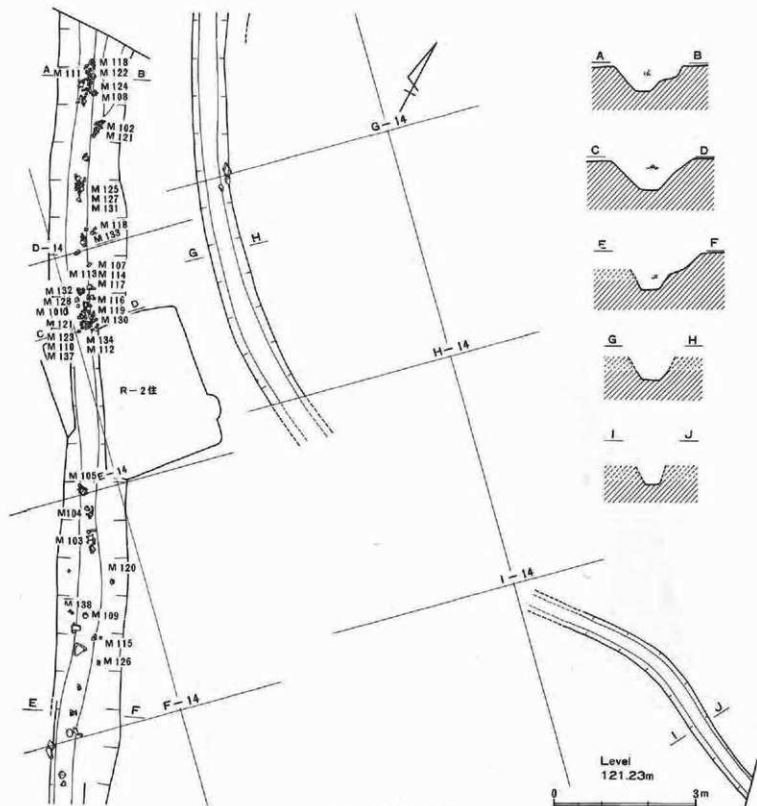 A
M 111
B
M 118
M 122
M 124
M 108
M 102
M 121
M 125
M 127
M 131
M 118
M 133
D-14
M 107
M 113
M 114
M 117
M 132
M 128
M 1010
M 121
M 116
M 119
M 130
D
C
M 123
M 110
M 137
M 134
M 112
R-2住
G
H
G-14
H-14
M 105
E-14
M 104
M 103
M 120
M 138
M 109
M 115
M 126
E
F
F-14
I-14
I
J
A
B
C
D
E
F
G
H
I
J
Level
121.23m
0
3m